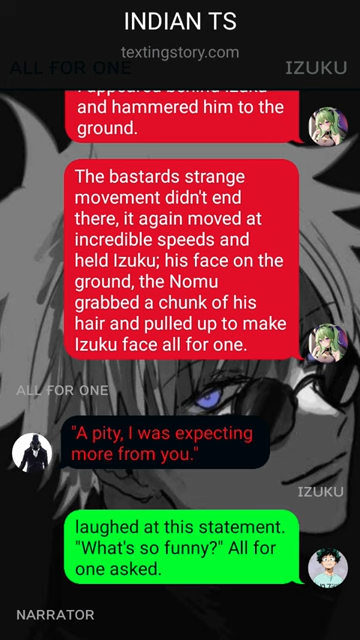 INDIAN TS
textingstory.com
ALL FOR ONE
IZUKU
and hammered him to the
ground.
The bastards strange
movement didn't end
there, it again moved at
incredible speeds and
held Izuku; his face on the
ground, the Nomu
grabbed a chunk of his
hair and pulled up to make
Izuku face all for one.
ALL FOR ONE
"A pity, I was expecting
more from you."
IZUKU
laughed at this statement.
"What's so funny?" All for
one asked.
NARRATOR